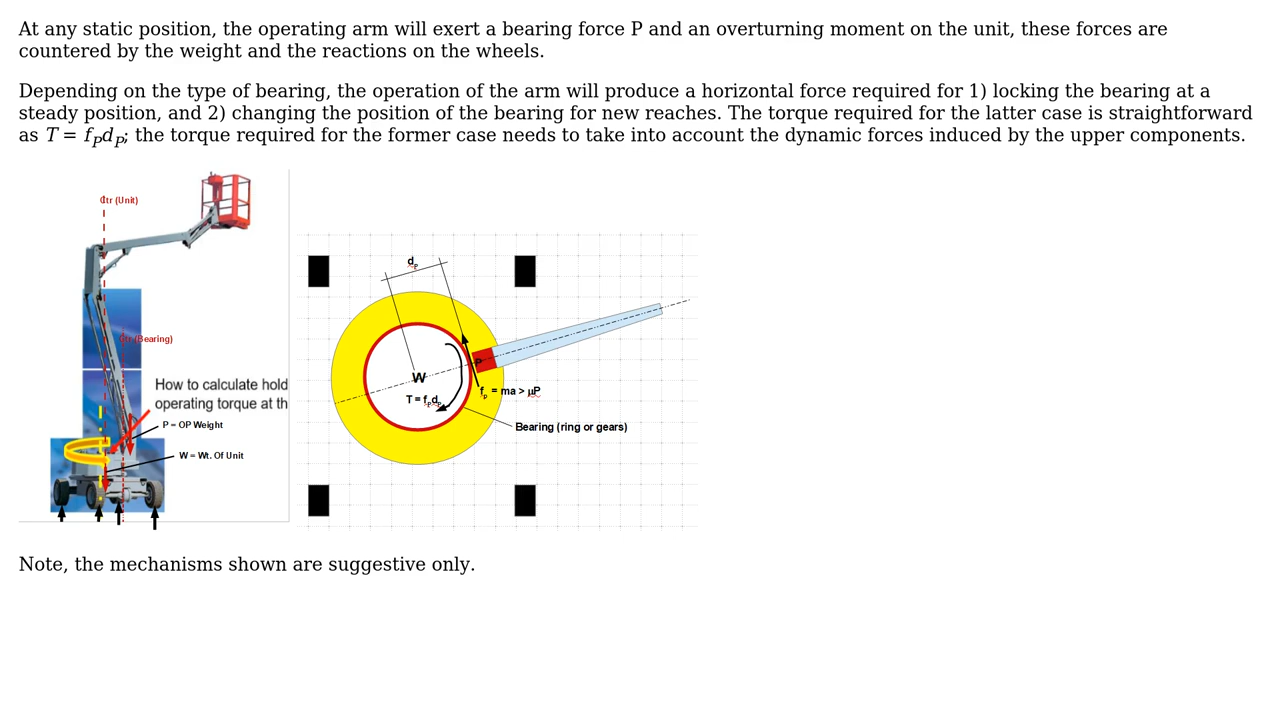 At any static position, the operating arm will exert a bearing force P and an overturning moment on the unit, these forces are
countered by the weight and the reactions on the wheels.
Depending on the type of bearing, the operation of the arm will produce a horizontal force required for 1) locking the bearing at a
steady position, and 2) changing the position of the bearing for new reaches. The torque required for the latter case is straightforward
as T = fPdP; the torque required for the former case needs to take into account the dynamic forces induced by the upper components.
Ctr (Unit)
Ctr (Bearing)
How to calculate hold
operating torque at th
P = OP Weight
W = Wt. Of Unit
dP
P
W
fP = ma > μP
T = fPdP
Bearing (ring or gears)
Note, the mechanisms shown are suggestive only.